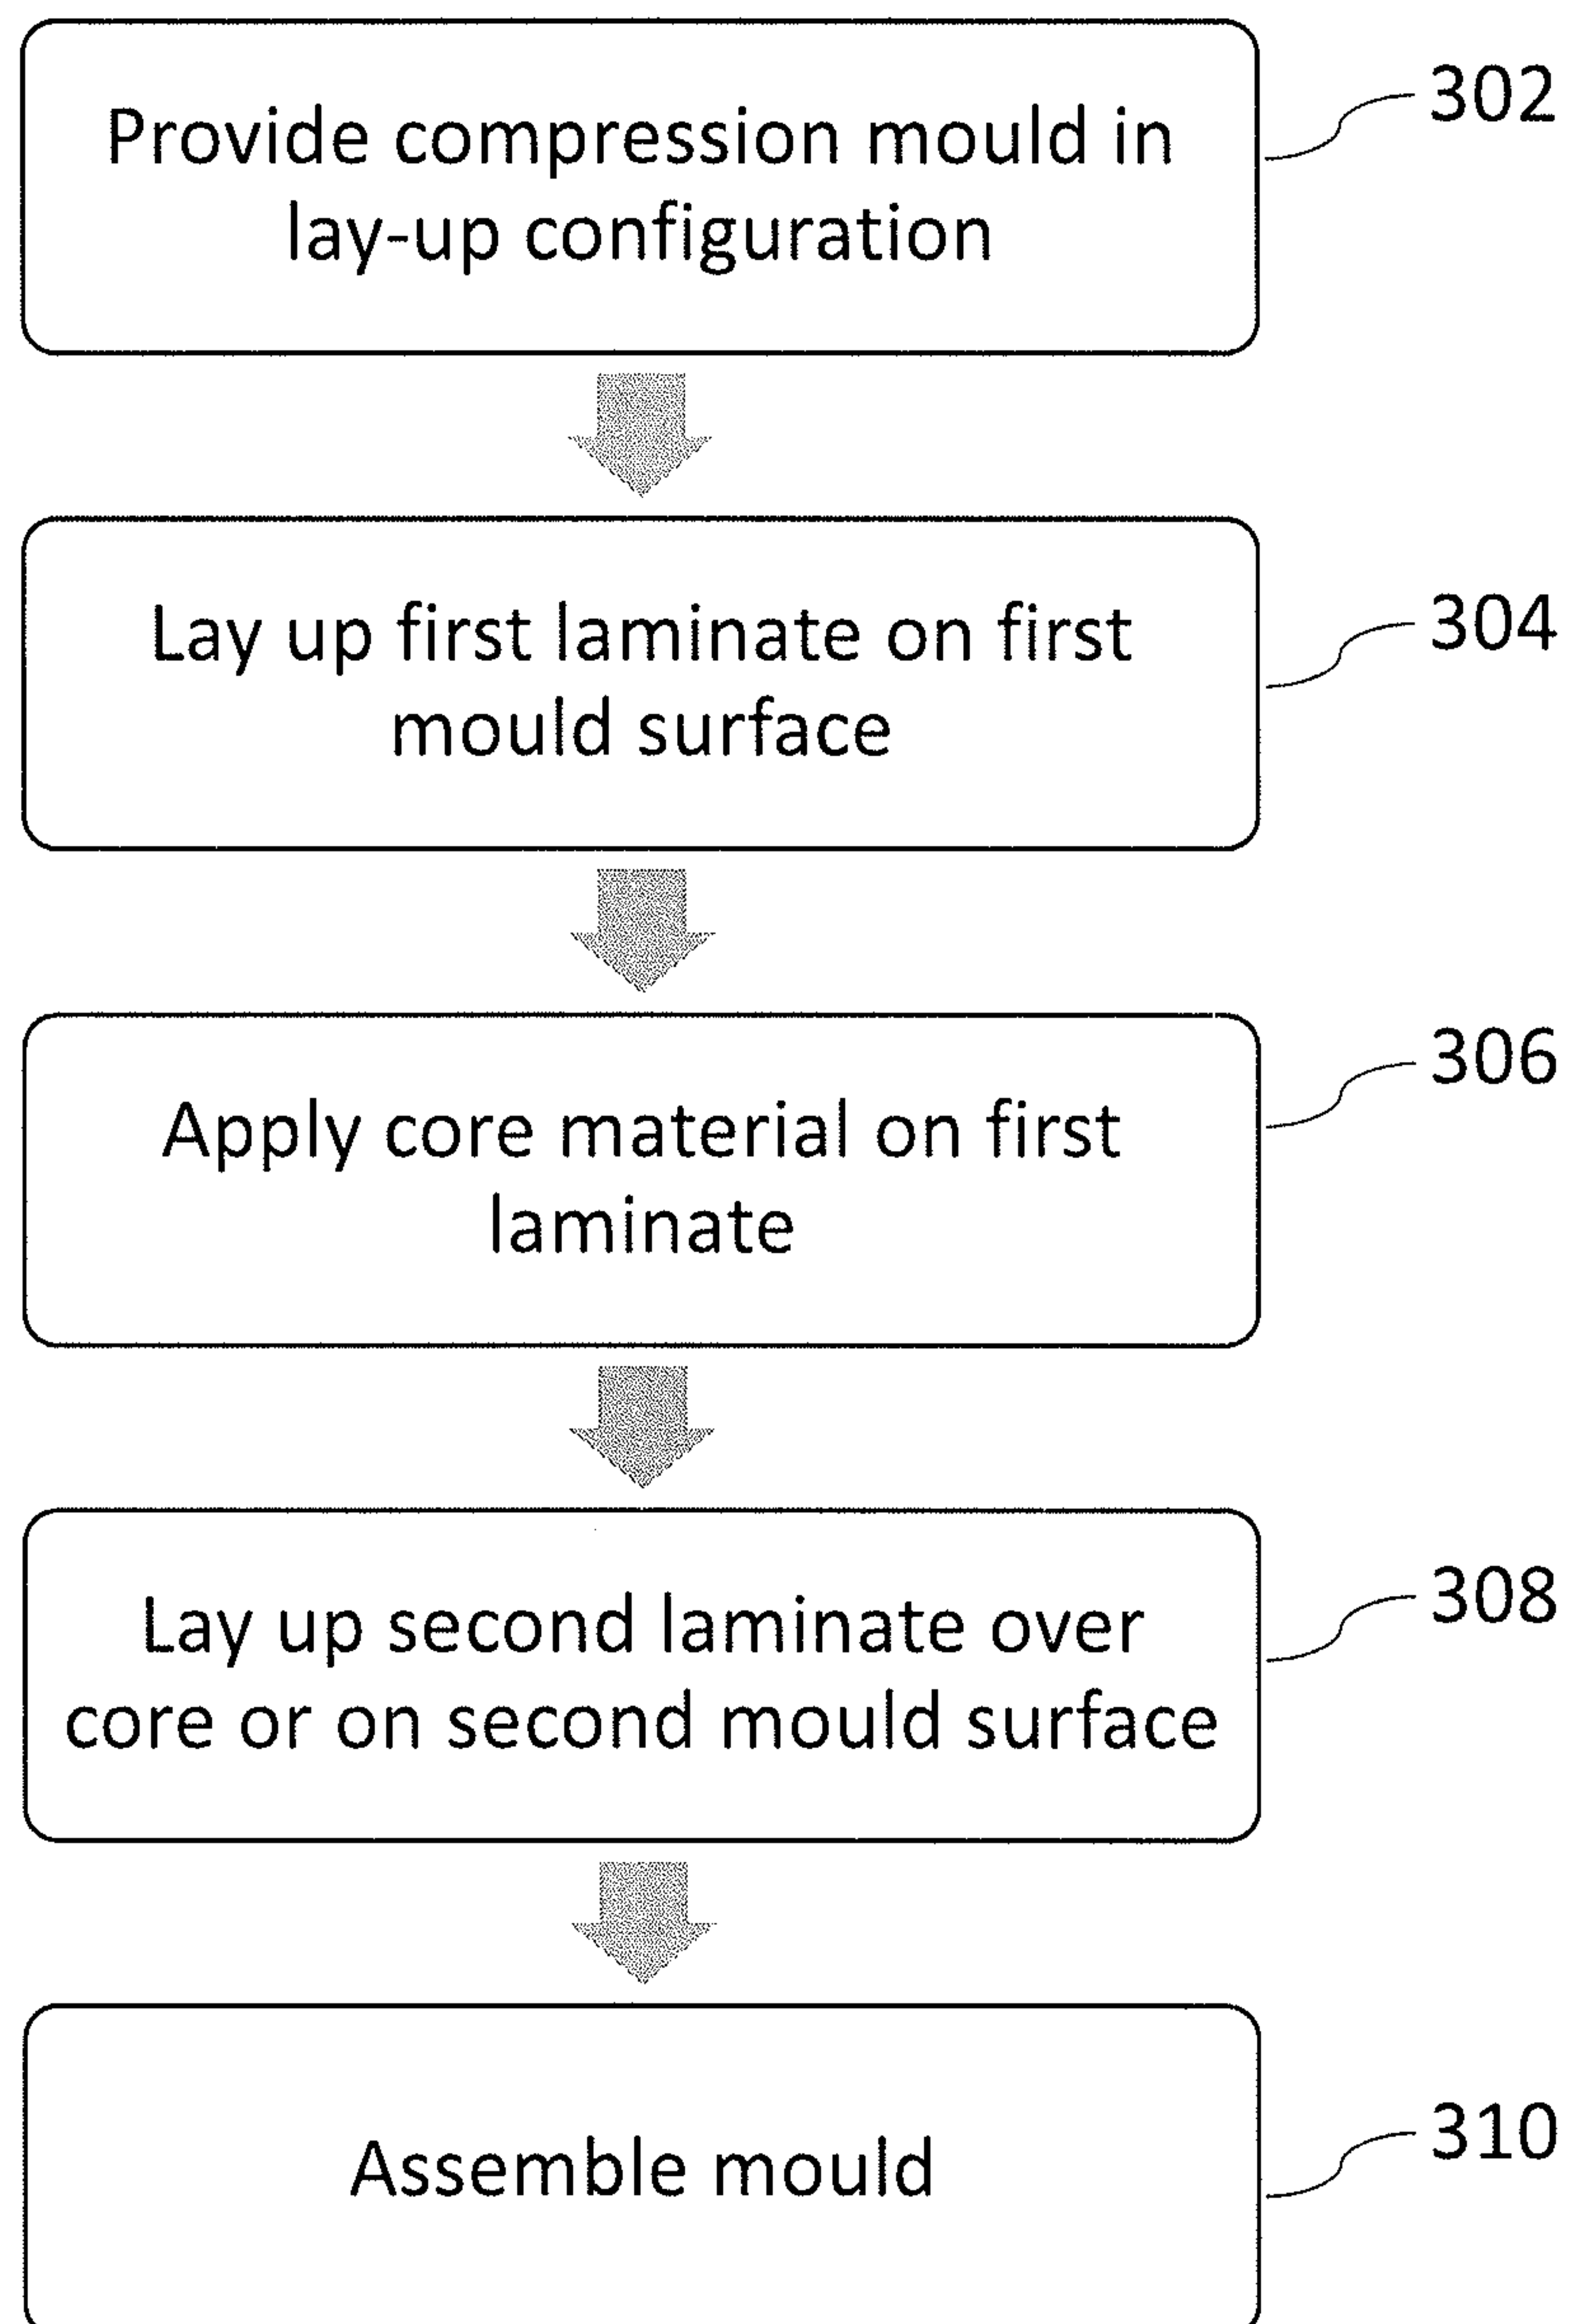 Provide compression mould in
lay-up configuration
302
Lay up first laminate on first
mould surface
304
Apply core material on first
laminate
306
Lay up second laminate over
core or on second mould surface
308
Assemble mould
310